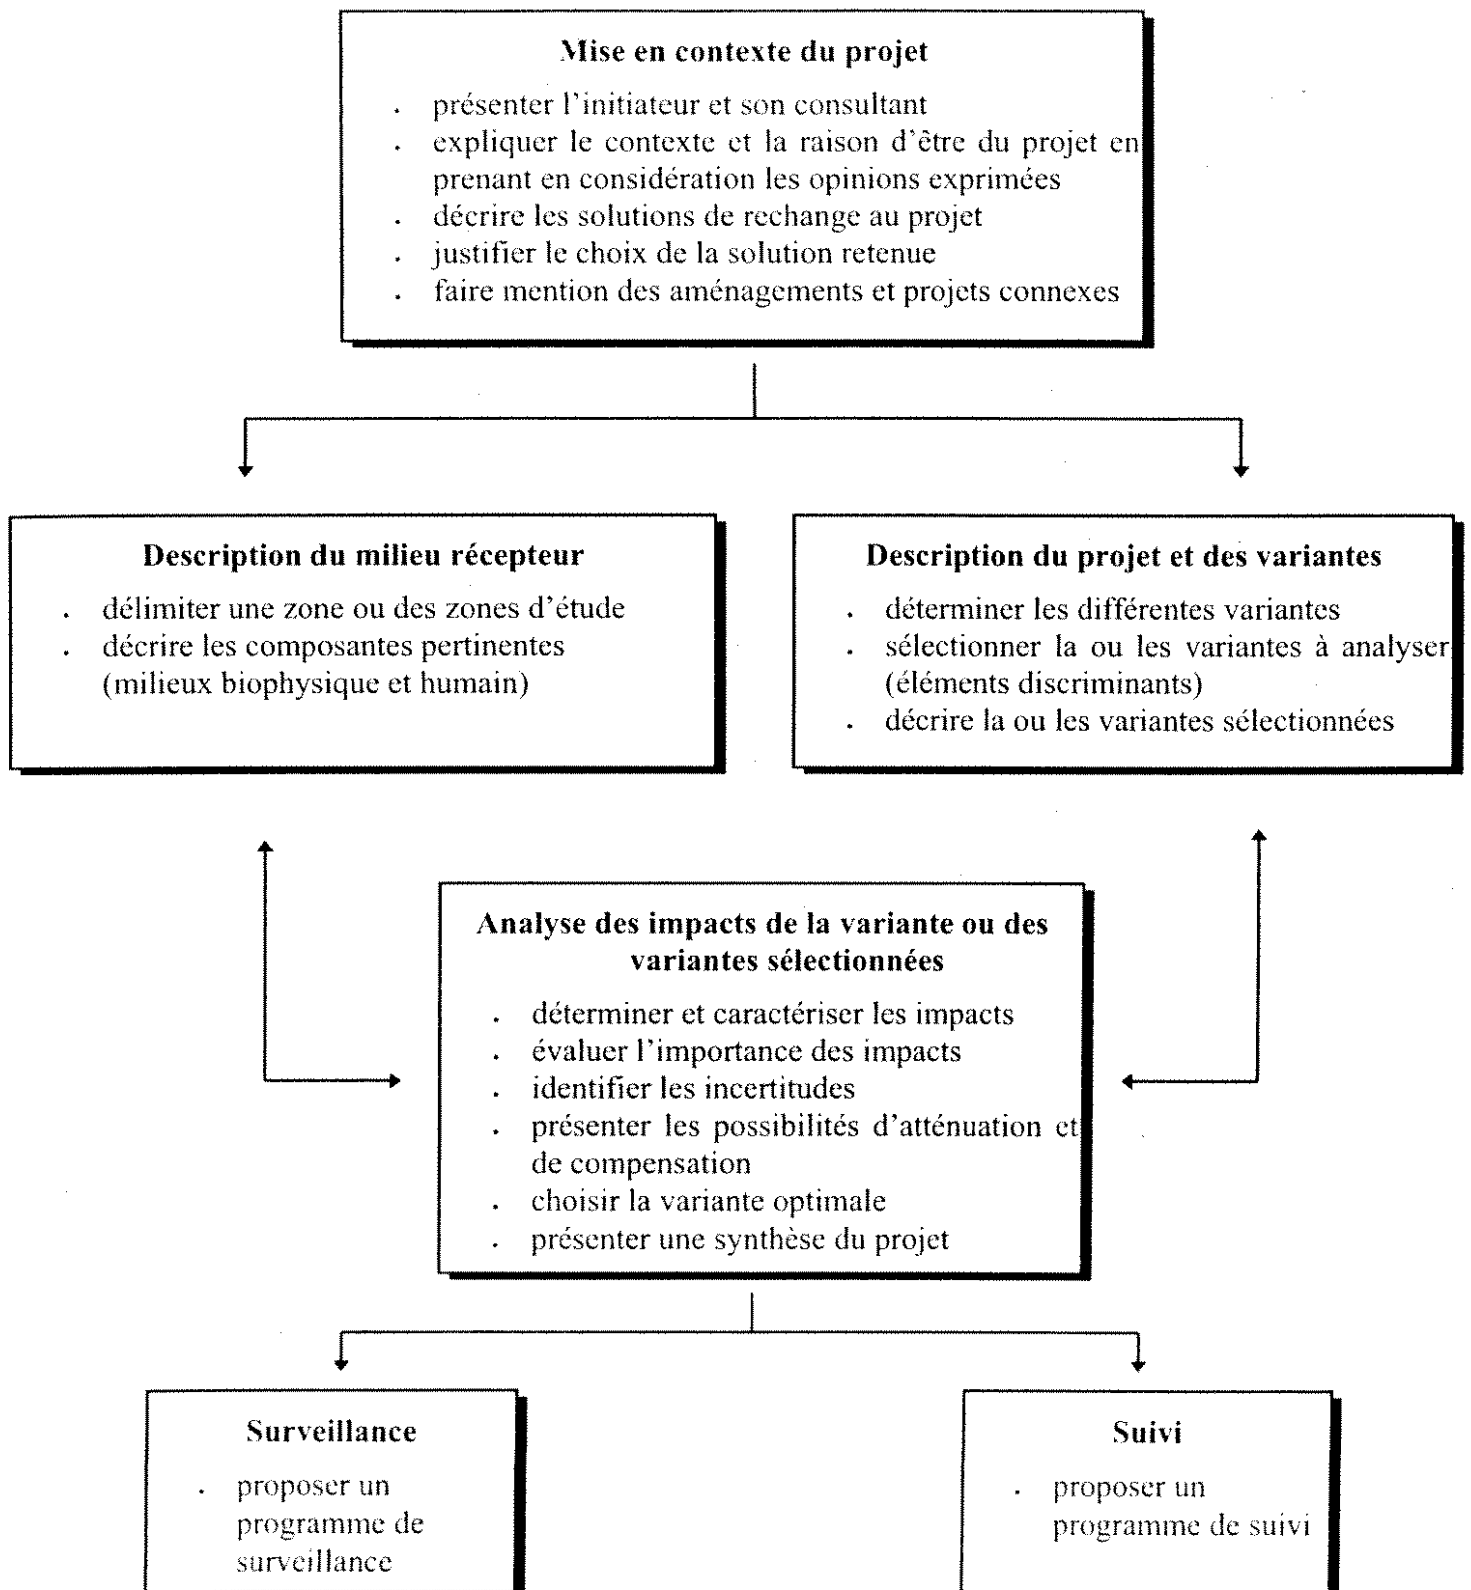 Mise en contexte du projet
. présenter l'initiateur et son consultant
. expliquer le contexte et la raison d'être du projet en
prenant en considération les opinions exprimées
. décrire les solutions de rechange au projet
. justifier le choix de la solution retenue
. faire mention des aménagements et projets connexes
Description du milieu récepteur
. délimiter une zone ou des zones d'étude
. décrire les composantes pertinentes
(milieux biophysique et humain)
Description du projet et des variantes
. déterminer les différentes variantes
. sélectionner la ou les variantes à analyser
(éléments discriminants)
. décrire la ou les variantes sélectionnées
Analyse des impacts de la variante ou des
variantes sélectionnées
. déterminer et caractériser les impacts
. évaluer l'importance des impacts
. identifier les incertitudes
. présenter les possibilités d'atténuation et
de compensation
. choisir la variante optimale
. présenter une synthèse du projet
Surveillance
. proposer un
programme de
surveillance
Suivi
. proposer un
programme de suivi